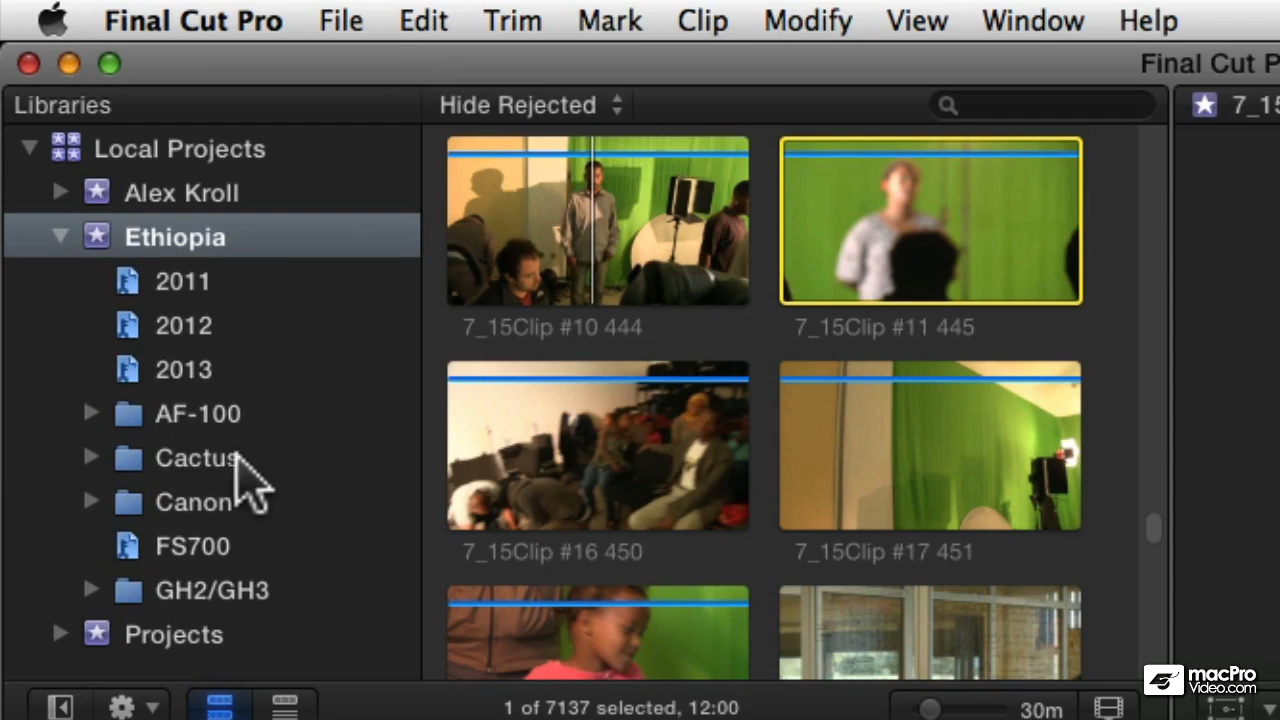 Final Cut Pro File Edit Trim Mark Clip Modify View Window Help
Final Cut P
Libraries
Hide Rejected
7_15
Local Projects
Alex Kroll
Ethiopia
2011
2012
2013
AF-100
Cactus
Canon
FS700
GH2/GH3
Projects
7_15Clip #10 444
7_15Clip #11 445
7_15Clip #16 450
7_15Clip #17 451
1 of 7137 selected, 12:00
30m
macPro
Video.com